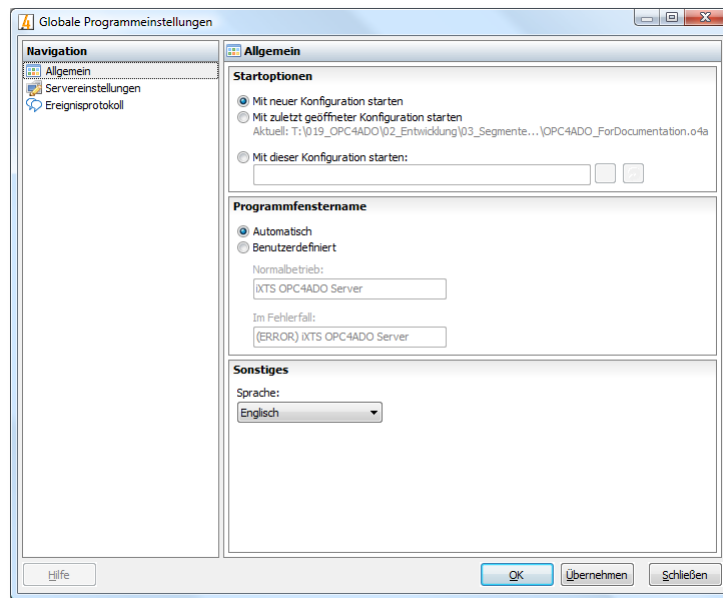 Globale Programmeinstellungen
Navigation
Allgemein
Servereinstellungen
Ereignisprotokoll
Allgemein
Startoptionen
Mit neuer Konfiguration starten
Mit zuletzt geöffneter Konfiguration starten
Aktuell: T:\019_OPC4ADO\02_Entwicklung\03_Segmente...\OPC4ADO_ForDocumentation.o4a
Mit dieser Konfiguration starten:
Programmfenstername
Automatisch
Benutzerdefiniert
Normalbetrieb:
iXTS OPC4ADO Server
Im Fehlerfall:
(ERROR) iXTS OPC4ADO Server
Sonstiges
Sprache:
Englisch
Hilfe
OK
Übernehmen
Schließen